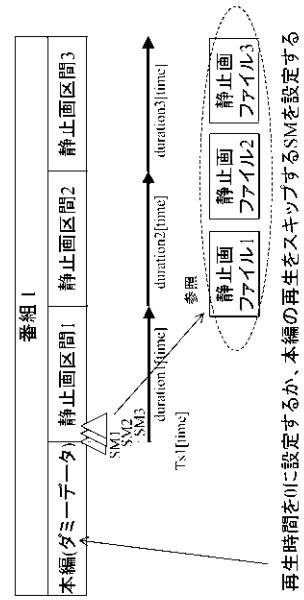 番組1
本編(ダミーデータ)
静止画区間1
静止画区間2
静止画区間3
SM1
SM2
SM3
duration1[time]
duration2[time]
duration3[time]
Ts1[time]
参照
静止画
ファイル1
静止画
ファイル2
静止画
ファイル3
再生時間を0に設定するか、本編の再生をスキップするSMを設定する